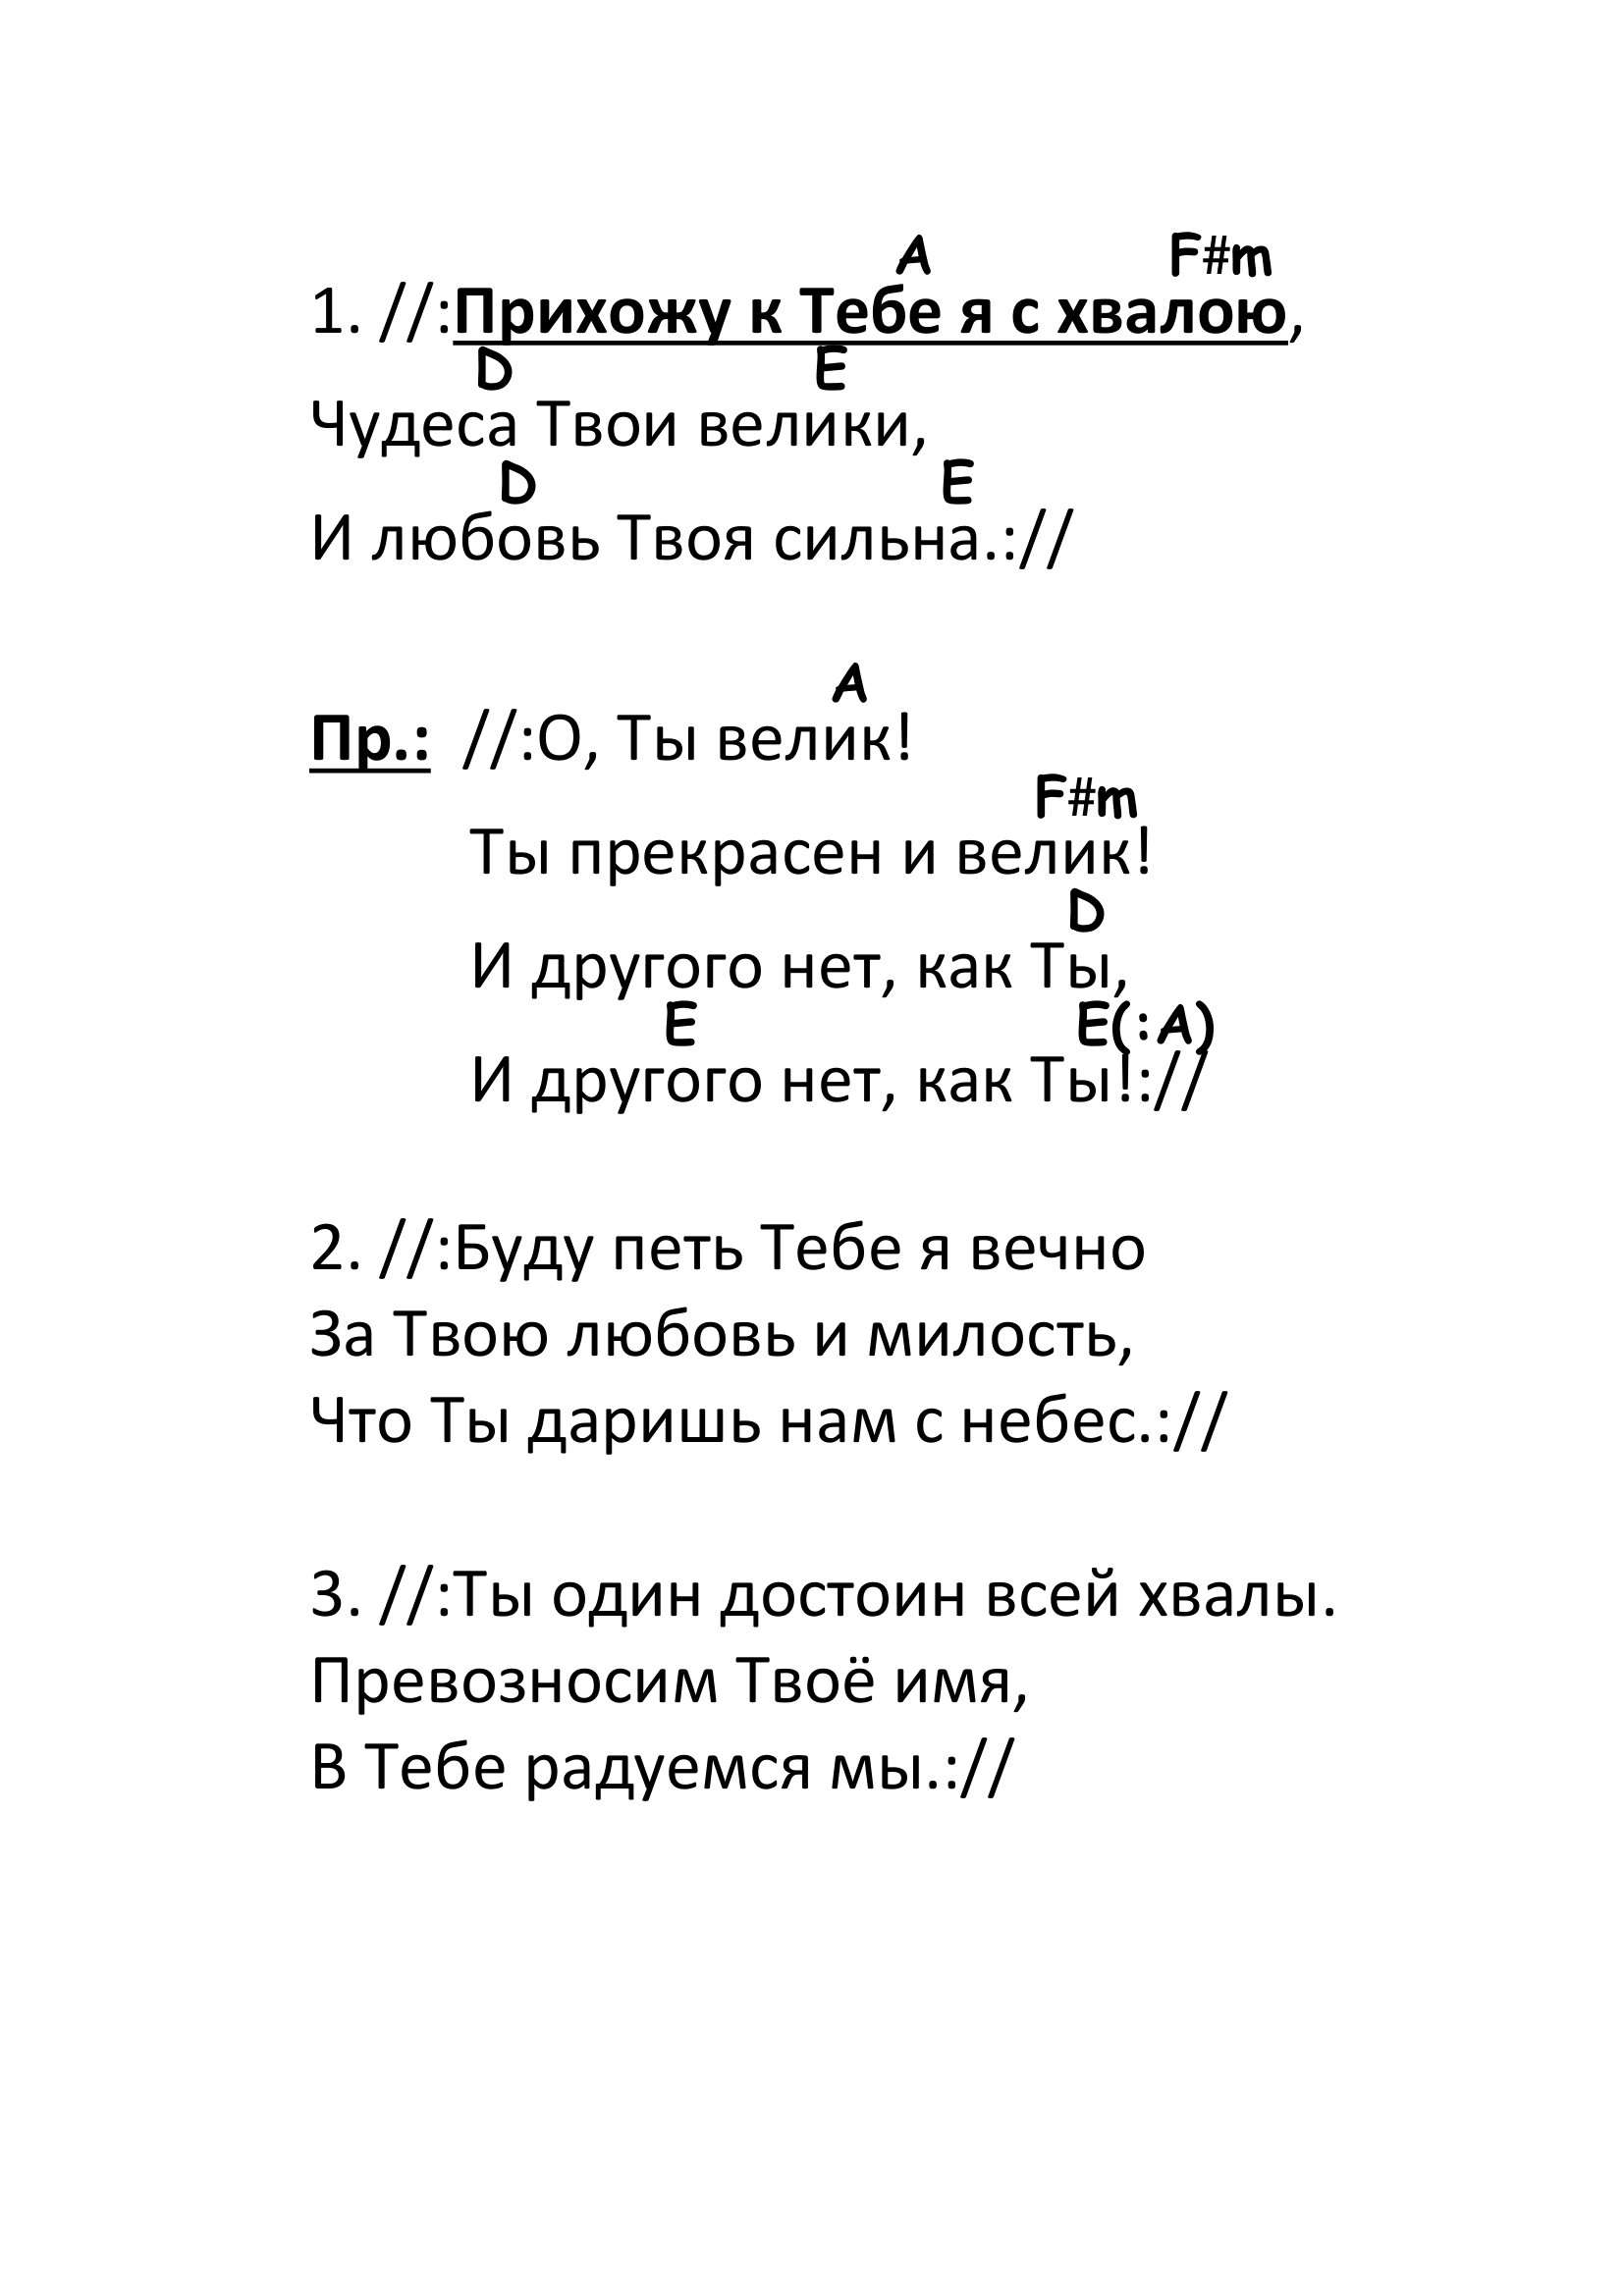 A F#m
1. //:Прихожу к Тебе я с хвалою,
D E
Чудеса Твои велики,
D E
И любовь Твоя сильна.://
A
Пр.: //:О, Ты велик!
F#m
Ты прекрасен и велик!
D
И другого нет, как Ты,
E E(:A)
И другого нет, как Ты!://
2. //:Буду петь Тебе я вечно
За Твою любовь и милость,
Что Ты даришь нам с небес.://
3. //:Ты один достоин всей хвалы.
Превозносим Твоё имя,
В Тебе радуемся мы.://